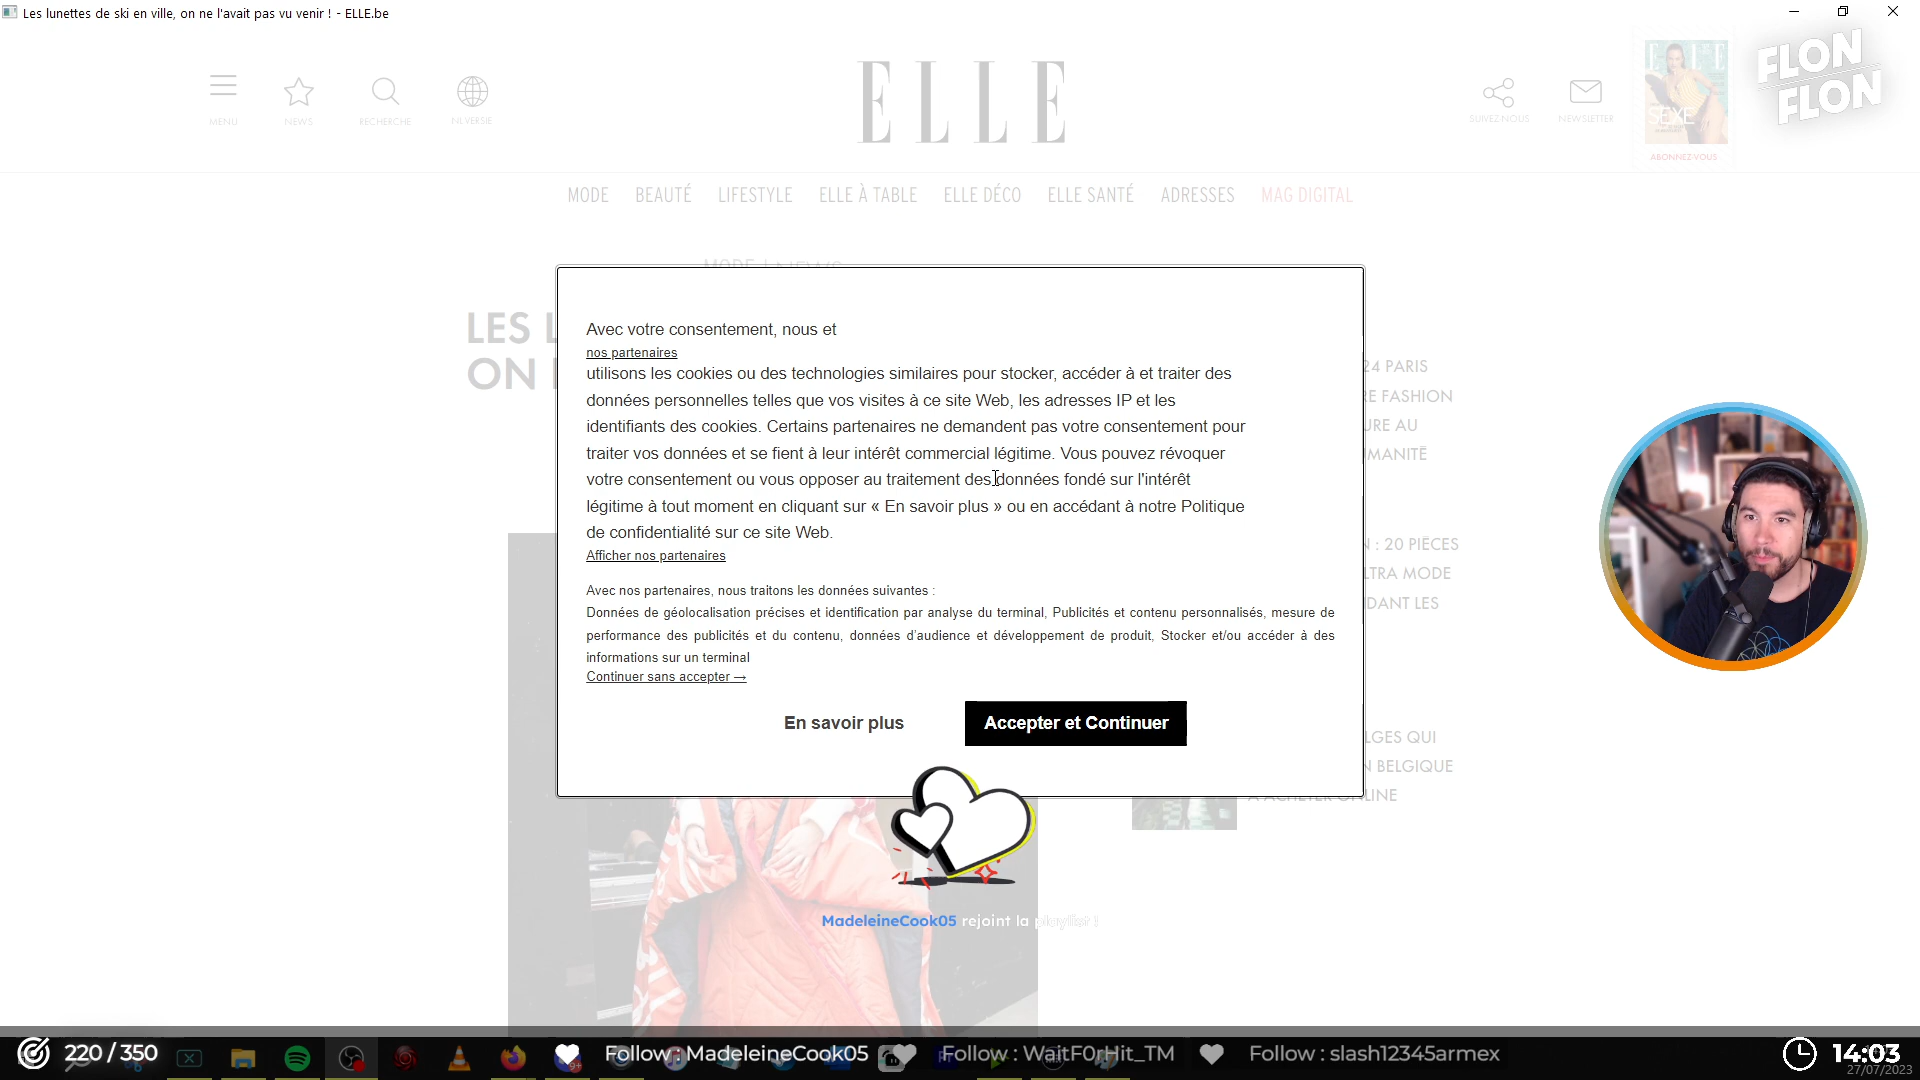 Les lunettes de ski en ville, on ne l'avait pas vu venir ! - ELLE.be
FLON
FLON
ELLE
MENU
NEWS
RECHERCHE
NL VERSIE
ELLE
SEXE
SUIVEZ-NOUS
NEWSLETTER
ABONNEZ-VOUS
MODE BEAUTÉ LIFESTYLE ELLE À TABLE ELLE DÉCO ELLE SANTÉ ADRESSES MAG DIGITAL
MODE | NEWS
LES
ON
Avec votre consentement, nous et
nos partenaires
utilisons les cookies ou des technologies similaires pour stocker, accéder à et traiter des
données personnelles telles que vos visites à ce site Web, les adresses IP et les
identifiants des cookies. Certains partenaires ne demandent pas votre consentement pour
traiter vos données et se fient à leur intérêt commercial légitime. Vous pouvez révoquer
votre consentement ou vous opposer au traitement des données fondé sur l'intérêt
légitime à tout moment en cliquant sur « En savoir plus » ou en accédant à notre Politique
de confidentialité sur ce site Web.
Afficher nos partenaires
Avec nos partenaires, nous traitons les données suivantes :
Données de géolocalisation précises et identification par analyse du terminal, Publicités et contenu personnalisés, mesure de
performance des publicités et du contenu, données d'audience et développement de produit, Stocker et/ou accéder à des
informations sur un terminal
Continuer sans accepter →
En savoir plus
Accepter et Continuer
24 PARIS
RE FASHION
URE AU
MANITÉ
N : 20 PIÈCES
LTRA MODE
DANT LES
LGES QUI
N BELGIQUE
À ACHETER ONLINE
MadeleineCook05 rejoint la playlist !
220 / 350
Follow : MadeleineCook05
Follow : WaitF0rHit_TM
Follow : slash12345armex
14:03
27/07/2023